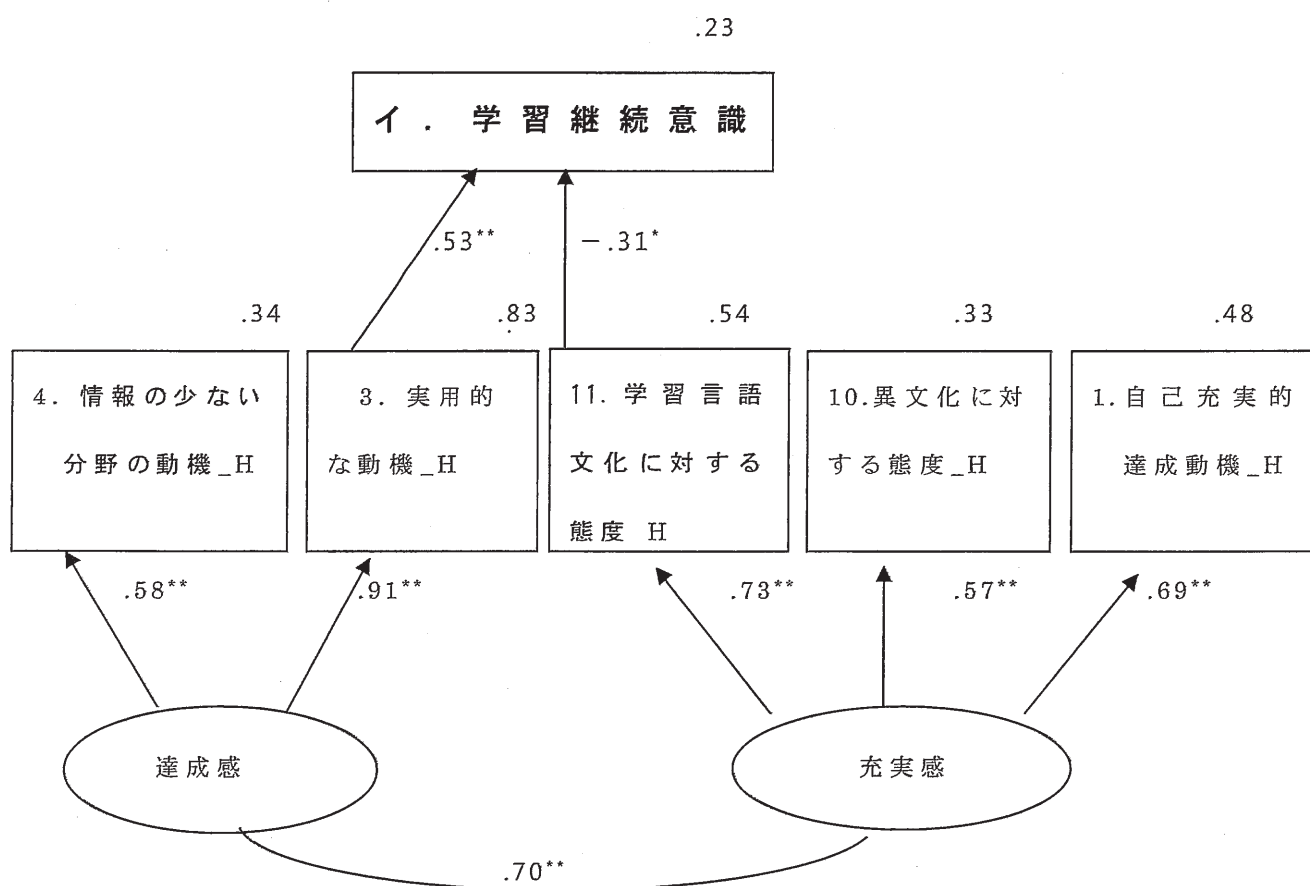 .23
イ．学習継続意識
.53**
−.31*
.34
.83
.54
.33
.48
4. 情報の少ない
分野の動機_H
3. 実用的
な動機_H
11. 学習言語
文化に対する
態度 H
10.異文化に対
する態度_H
1.自己充実的
達成動機_H
.58**
.91**
.73**
.57**
.69**
達成感
充実感
.70**